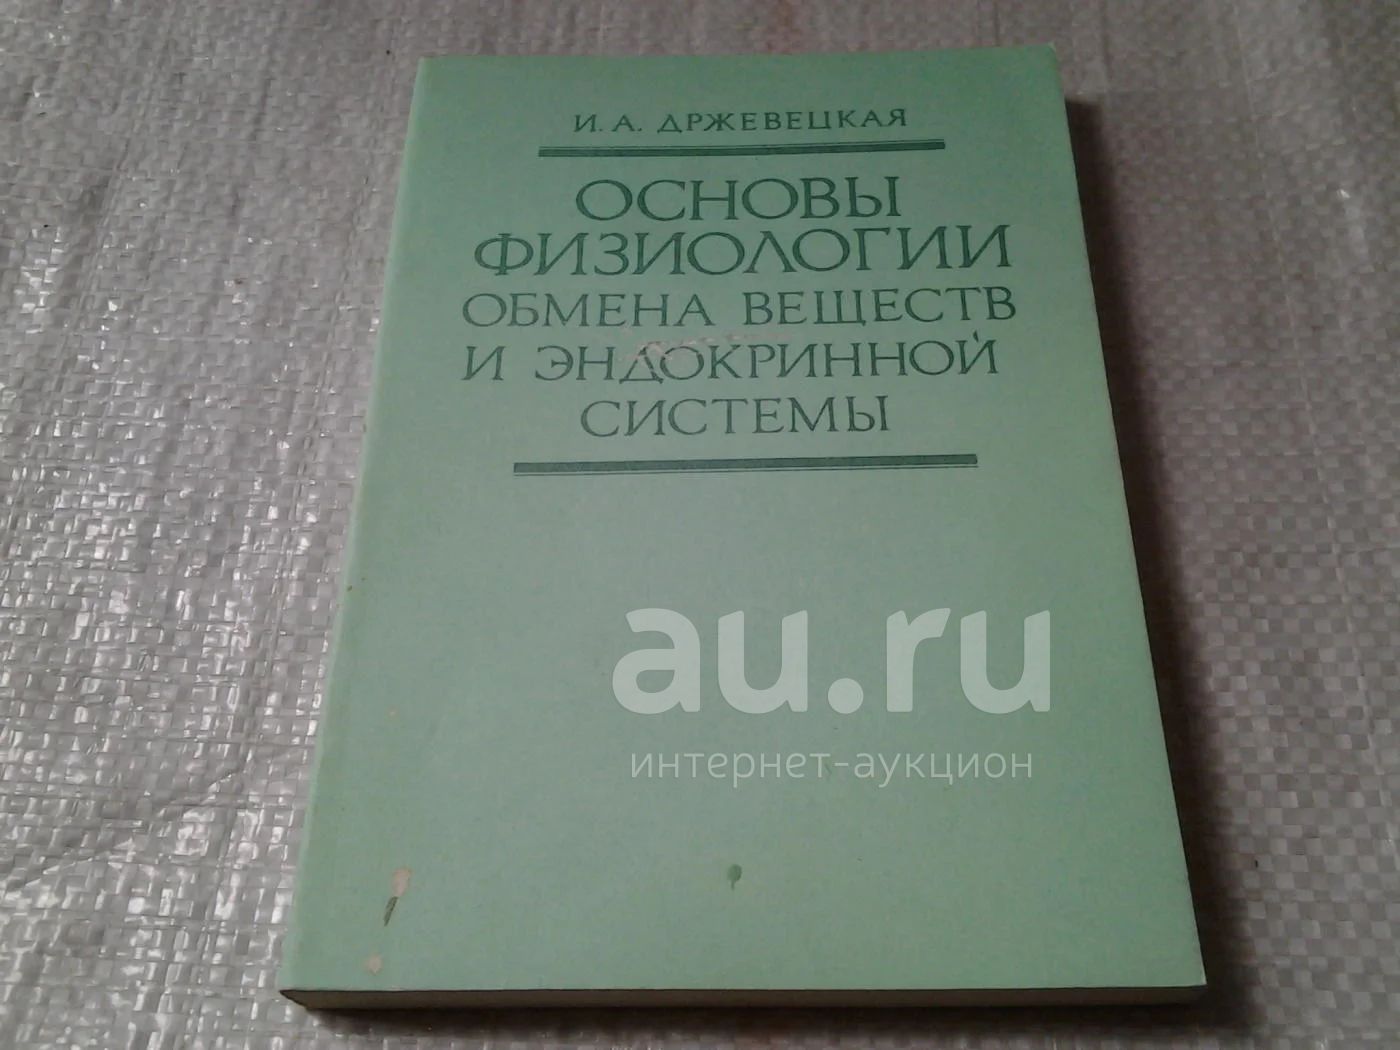 И. А. ДРЖЕВЕЦКАЯ
ОСНОВЫ
ФИЗИОЛОГИИ
ОБМЕНА ВЕЩЕСТВ
И ЭНДОКРИННОЙ
СИСТЕМЫ
au.ru
интернет-аукцион